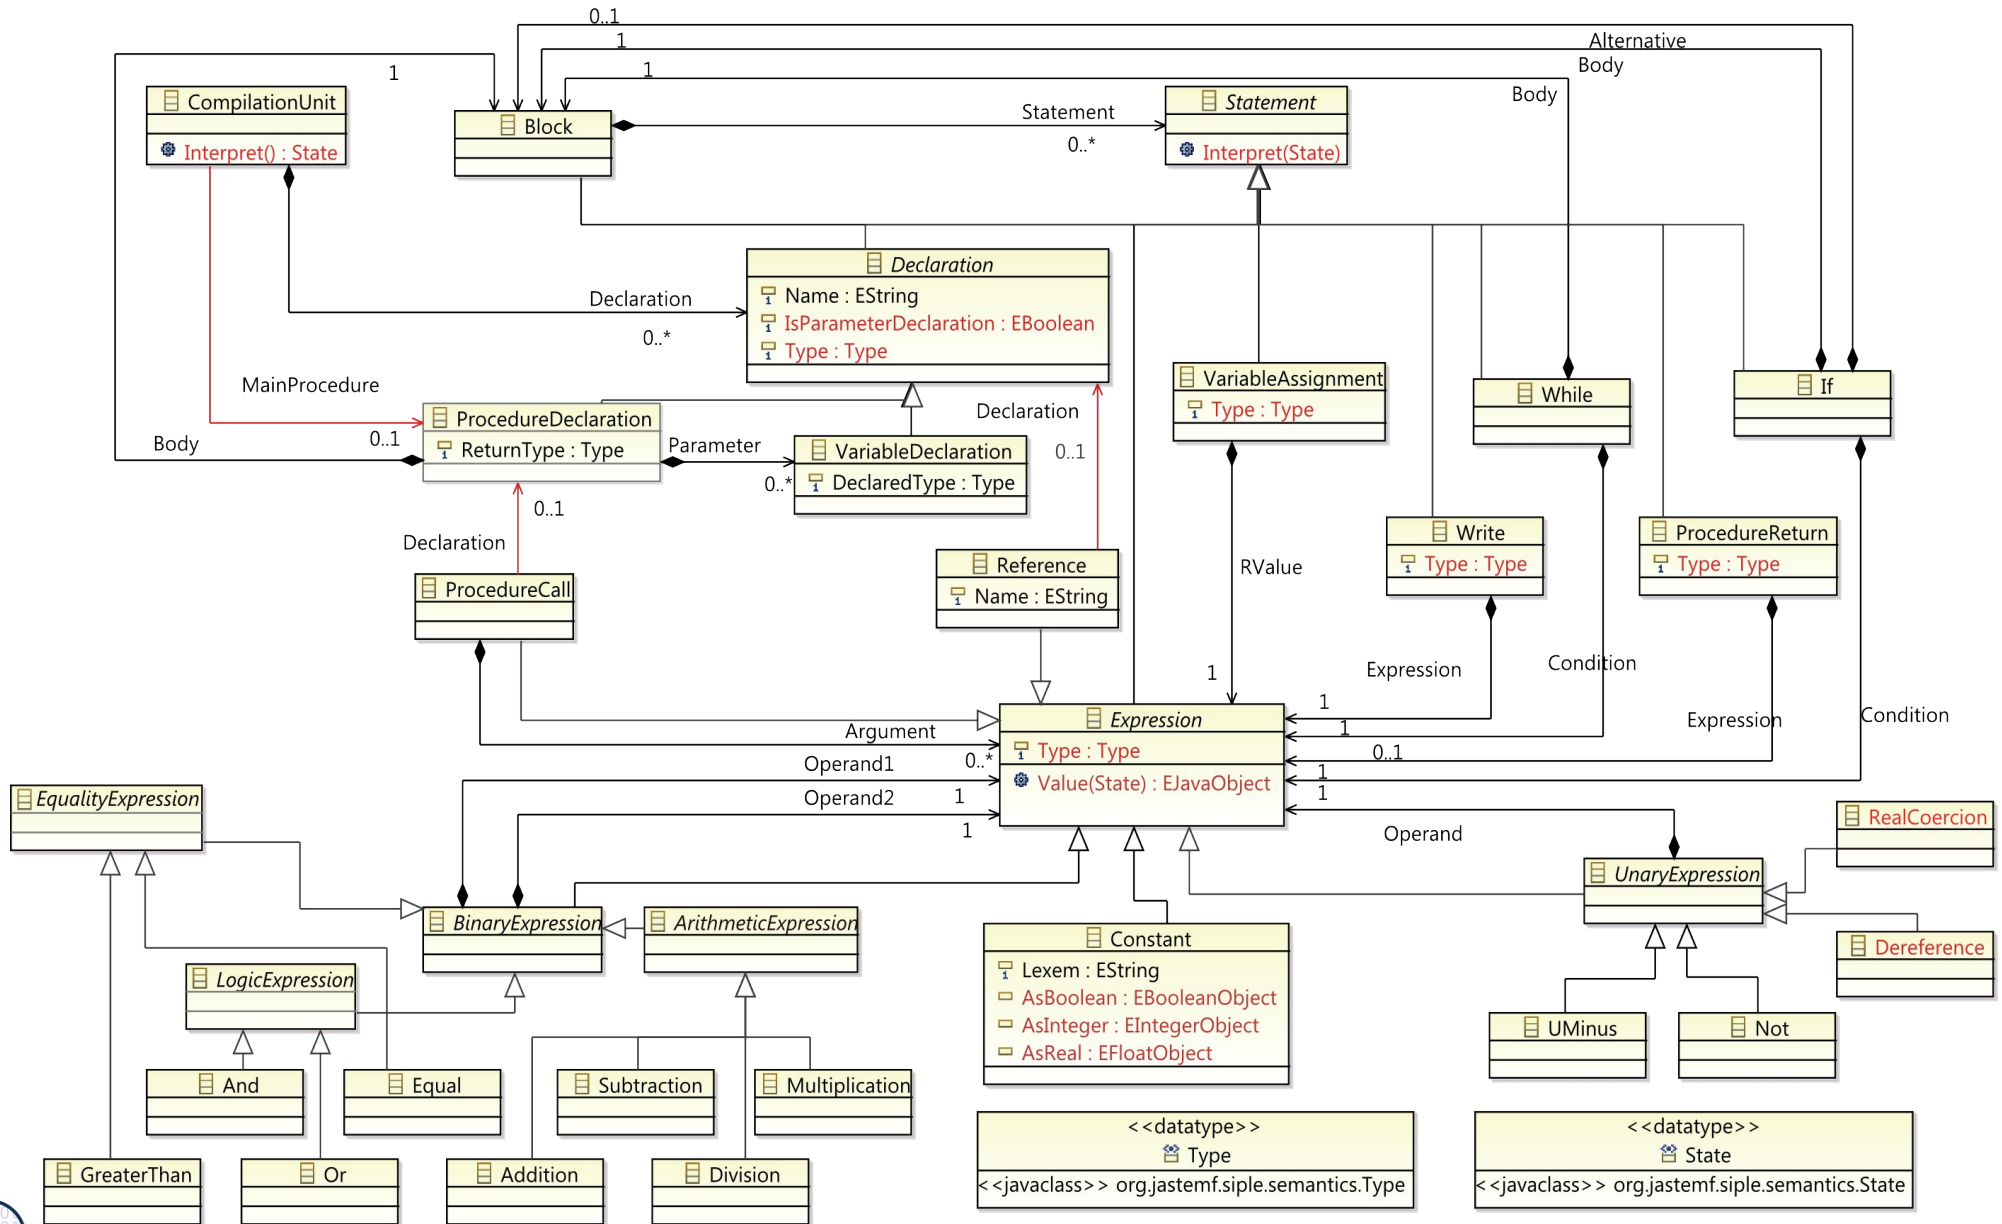 0..1
1
Alternative
Body
1
1
Body
CompilationUnit
Interpret() : State
Block
Statement
0..*
Statement
Interpret(State)
Declaration
Name : EString
IsParameterDeclaration : EBoolean
Type : Type
Declaration
0..*
MainProcedure
0..1
Body
ProcedureDeclaration
ReturnType : Type
Parameter
0..*
VariableDeclaration
DeclaredType : Type
Declaration
0..1
VariableAssignment
Type : Type
While
If
0..1
Declaration
ProcedureCall
Reference
Name : EString
RValue
1
Write
Type : Type
ProcedureReturn
Type : Type
Expression
Condition
Expression
Condition
1
1
0..1
1
1
Expression
Type : Type
Value(State) : EJavaObject
Argument
0..*
Operand1
1
Operand2
1
Operand
EqualityExpression
BinaryExpression
ArithmeticExpression
UnaryExpression
RealCoercion
Dereference
LogicExpression
Constant
Lexem : EString
AsBoolean : EBooleanObject
AsInteger : EIntegerObject
AsReal : EFloatObject
UMinus
Not
And
Equal
Subtraction
Multiplication
GreaterThan
Or
Addition
Division
<<datatype>>
Type
<<javaclass>> org.jastemf.siple.semantics.Type
<<datatype>>
State
<<javaclass>> org.jastemf.siple.semantics.State